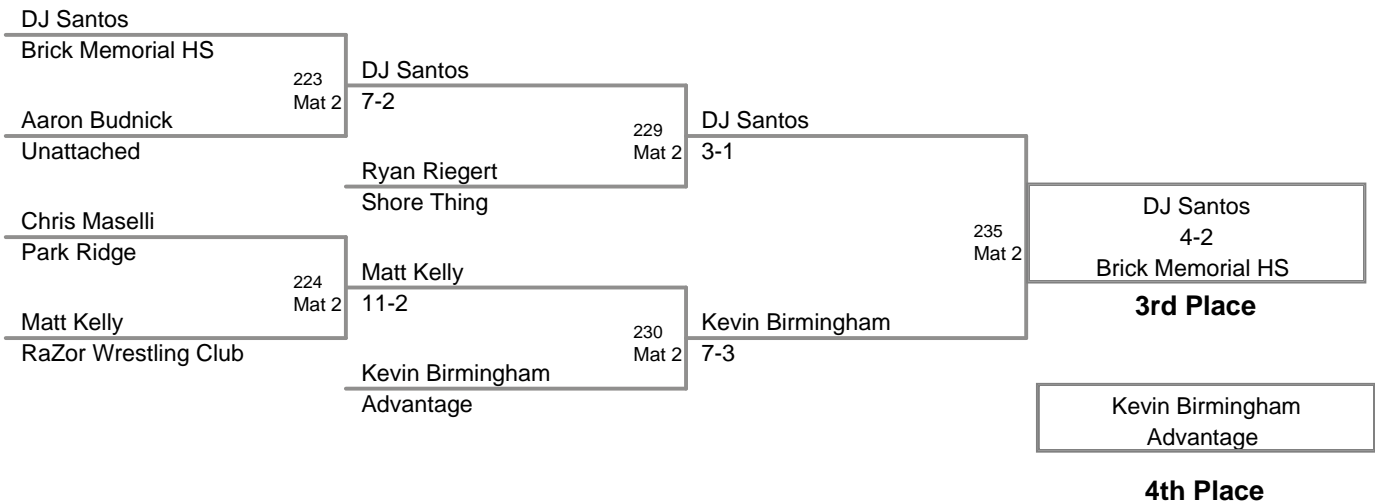 DJ Santos
Brick Memorial HS
223
Mat 2
Aaron Budnick
Unattached
DJ Santos
7-2
Ryan Riegert
Shore Thing
229
Mat 2
DJ Santos
3-1
Chris Maselli
Park Ridge
224
Mat 2
Matt Kelly
RaZor Wrestling Club
Matt Kelly
11-2
Kevin Birmingham
Advantage
230
Mat 2
Kevin Birmingham
7-3
235
Mat 2
DJ Santos
4-2
Brick Memorial HS
3rd Place
Kevin Birmingham
Advantage
4th Place